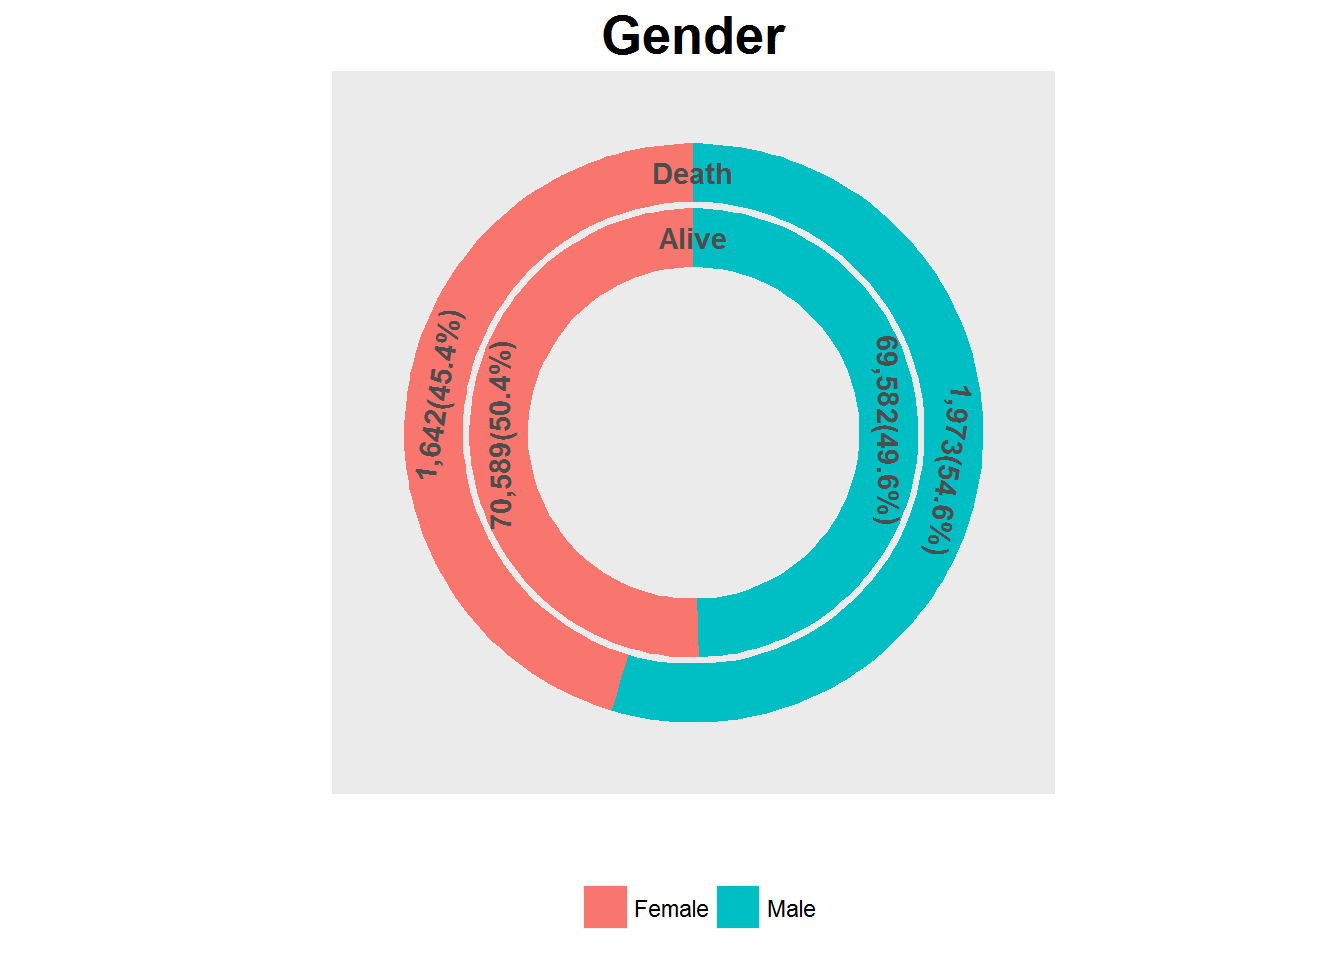 Gender
Death
Alive
1,642(45.4%)
70,589(50.4%)
69,582(49.6%)
1,973(54.6%)
Female
Male